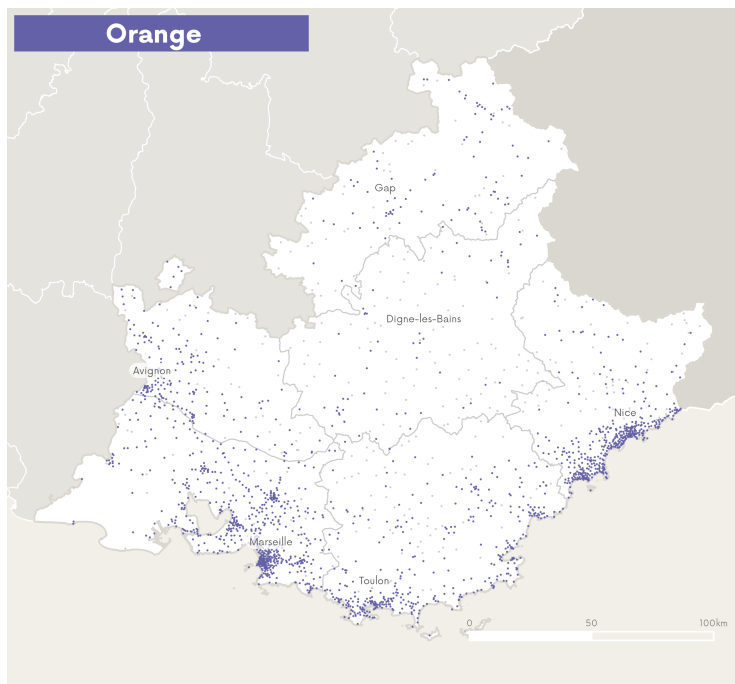 Orange
Gap
Digne-les-Bains
Avignon
Nice
Marseille
Toulon
0 50 100km